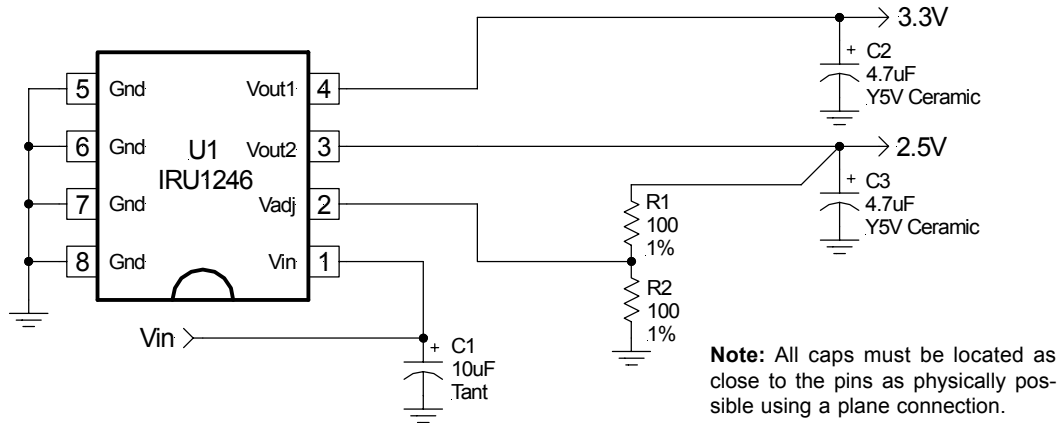 3.3V
C2
4.7uF
Y5V Ceramic
+
5 Gnd Vout1 4
6 Gnd Vout2 3
U1
IRU1246
7 Gnd Vadj 2
8 Gnd Vin 1
2.5V
C3
4.7uF
Y5V Ceramic
+
R1
100
1%
R2
100
1%
Vin
+
C1
10uF
Tant
Note: All caps must be located as
close to the pins as physically pos-
sible using a plane connection.